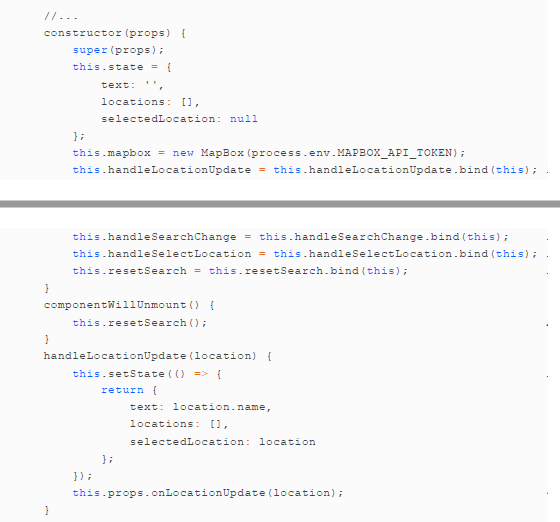 //...
constructor(props) {
super(props);
this.state = {
text: '',
locations: [],
selectedLocation: null
};
this.mapbox = new MapBox(process.env.MAPBOX_API_TOKEN);
this.handleLocationUpdate = this.handleLocationUpdate.bind(this);
this.handleSearchChange = this.handleSearchChange.bind(this);
this.handleSelectLocation = this.handleSelectLocation.bind(this);
this.resetSearch = this.resetSearch.bind(this);
}
componentWillUnmount() {
this.resetSearch();
}
handleLocationUpdate(location) {
this.setState(() => {
return {
text: location.name,
locations: [],
selectedLocation: location
};
});
this.props.onLocationUpdate(location);
}